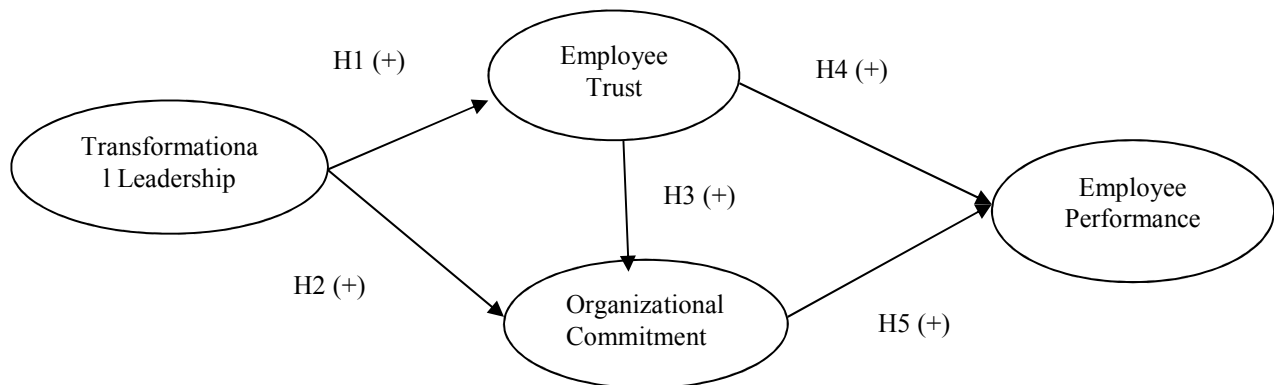 H1 (+)
Employee
Trust
H4 (+)
Transformationa
l Leadership
H3 (+)
Employee
Performance
H2 (+)
Organizational
Commitment
H5 (+)